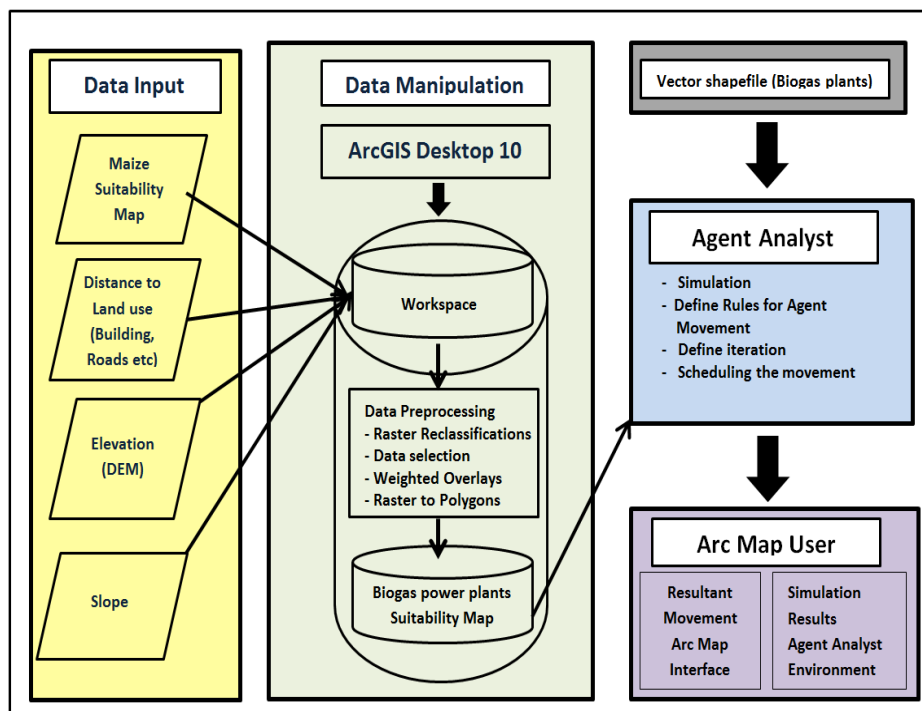 Data Input
Maize
Suitability
Map
Distance to
Land use
(Building,
Roads etc)
Elevation
(DEM)
Slope
Data Manipulation
ArcGIS Desktop 10
Workspace
Data Preprocessing
- Raster Reclassifications
- Data selection
- Weighted Overlays
- Raster to Polygons
Biogas power plants
Suitability Map
Vector shapefile (Biogas plants)
Agent Analyst
- Simulation
- Define Rules for Agent
Movement
- Define iteration
- Scheduling the movement
Arc Map User
Resultant
Movement
Arc Map
Interface
Simulation
Results
Agent Analyst
Environment